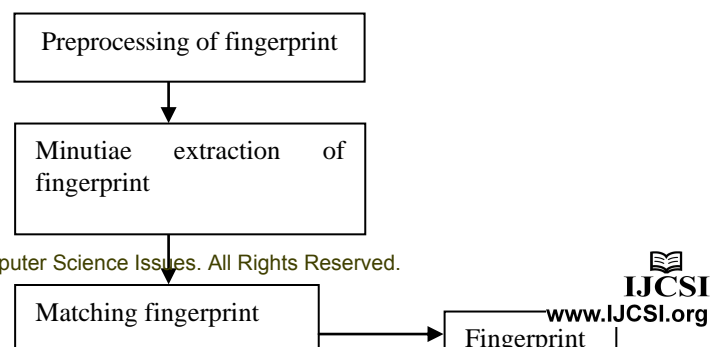 Preprocessing of fingerprint
Minutiae extraction of
fingerprint
puter Science Issues. All Rights Reserved.
IJCSI
www.IJCSI.org
Matching fingerprint
Fingerprint